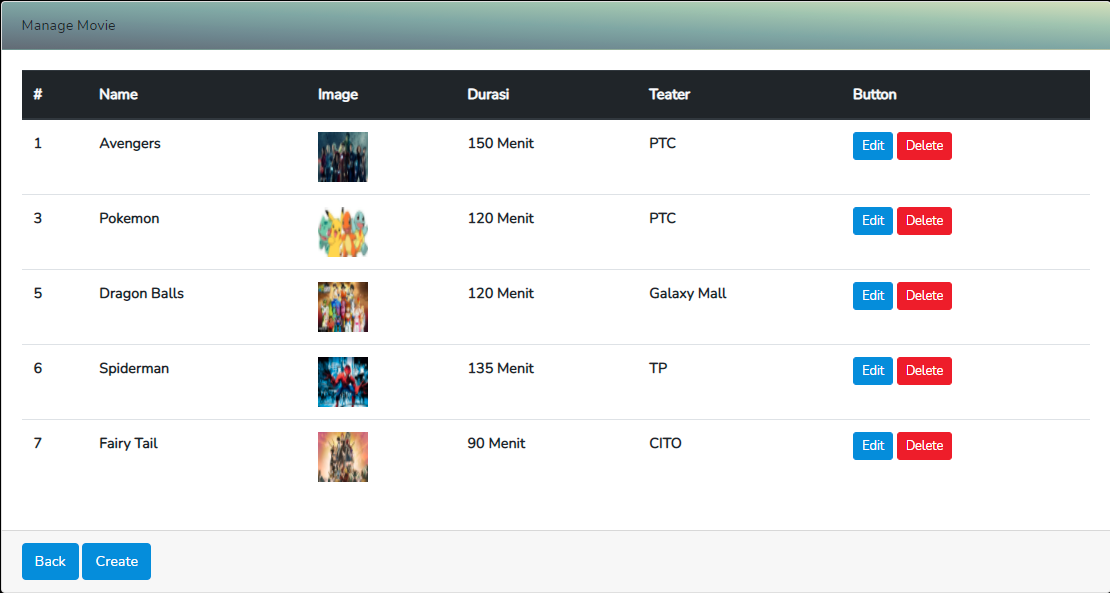 Manage Movie
# Name Image Durasi Teater Button
1 Avengers 150 Menit PTC Edit Delete
3 Pokemon 120 Menit PTC Edit Delete
5 Dragon Balls 120 Menit Galaxy Mall Edit Delete
6 Spiderman 135 Menit TP Edit Delete
7 Fairy Tail 90 Menit CITO Edit Delete
Back Create